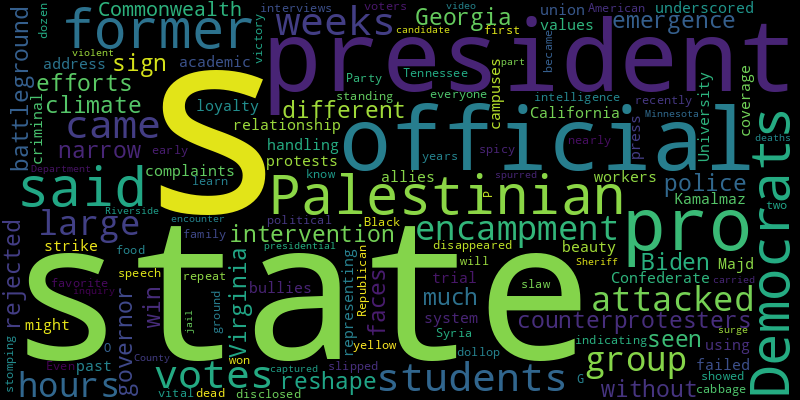 Commonwealth
interviews
voters
video
American
underscored
dozen
former
weeks
Georgia
union
emergence
battleground
victory
president
candidate
first
values
became
violent
address
sign
academic
Party
Tennessee
campuses
part
efforts
climate
S
loyalty
different
standing
everyone
intelligence
recently
coverage
criminal
came
relationship
official
California
press
Minnesota
University
deaths
narrow
early
handling
protests
years
spicy
nearly
Department
complaints
learn
know
allies
spurred
workers
police
two
said
Palestinian
P
Kamalmaz
Democrats
Riverside
encounter
political
Black
large
family
intervention
encampment
pro
rejected
strike
state
presidential
disappeared
beauty
Sheriff
Biden
Majd
food
Virginia
representing
Republican
faces
will
trial
slaw
Confederate
carried
speech
repeat
bullies
much
attacked
favorite
inquiry
governor
win
jail
ground
system
counterprotesters
might
Syria
indicating
seen
using
surge
stomping
O
Even
past
County
won
yellow
dollop
group
failed
showed
hours
votes
captured
slipped
reshape
students
G
without
cabbage
vital
dead
disclosed